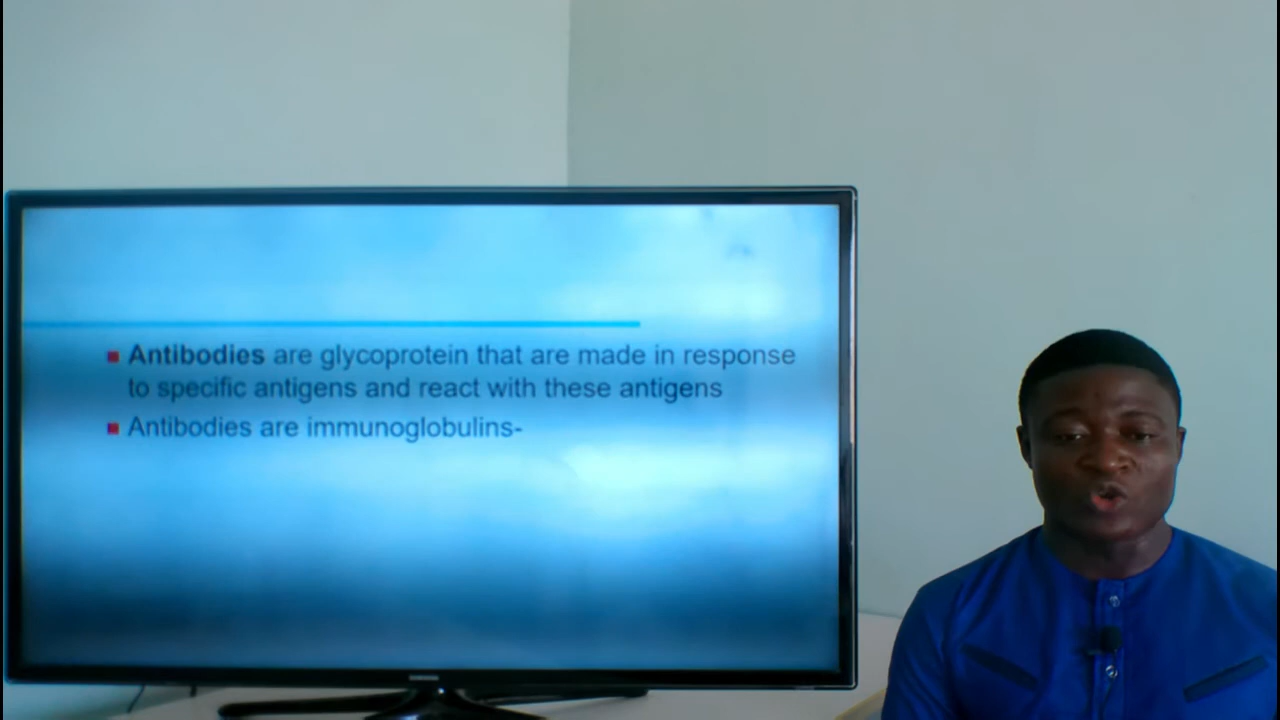 Antibodies are glycoprotein that are made in response
to specific antigens and react with these antigens
Antibodies are immunoglobulins-
SAMSUNG